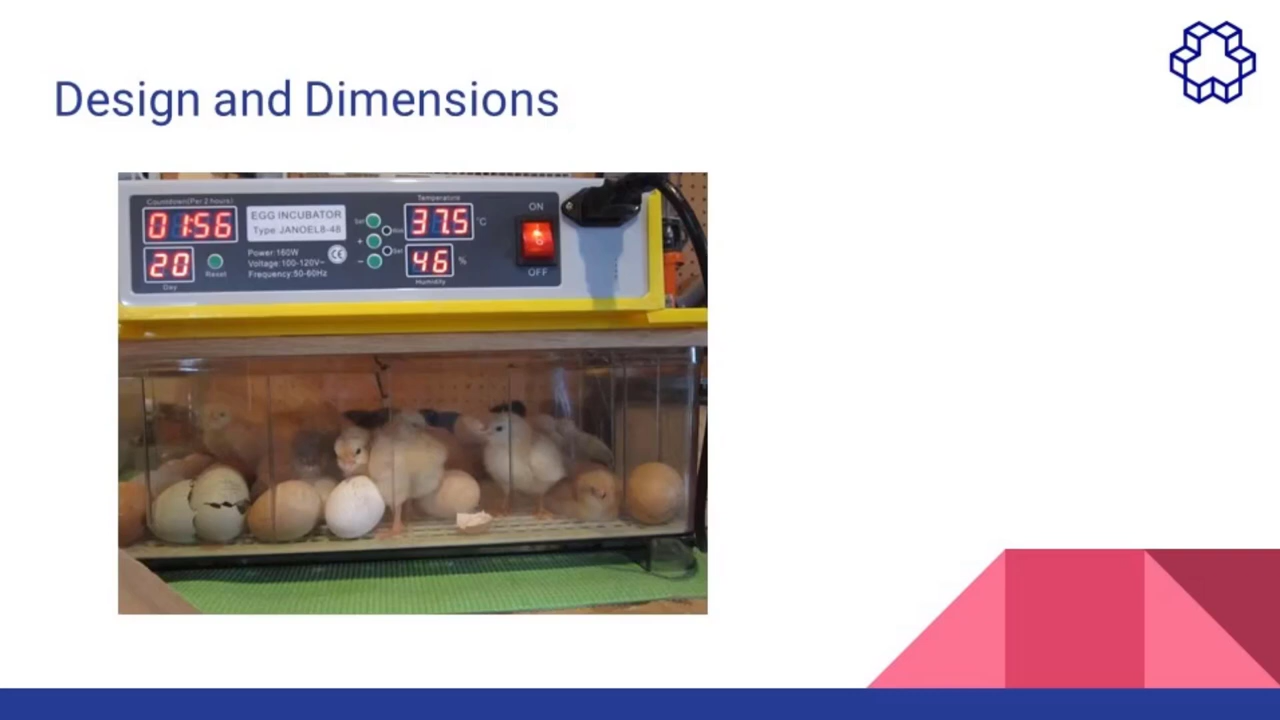 Design and Dimensions
Countdown(Per 2 hours)
01:56
20
Day
Reset
EGG INCUBATOR
Type: JANOEL8-48
Power:160W
Voltage:100-120V~
Frequency:50-60Hz
CE
Set
+
−
Temperature
37.5 °C
46 %
Humidity
ON
OFF